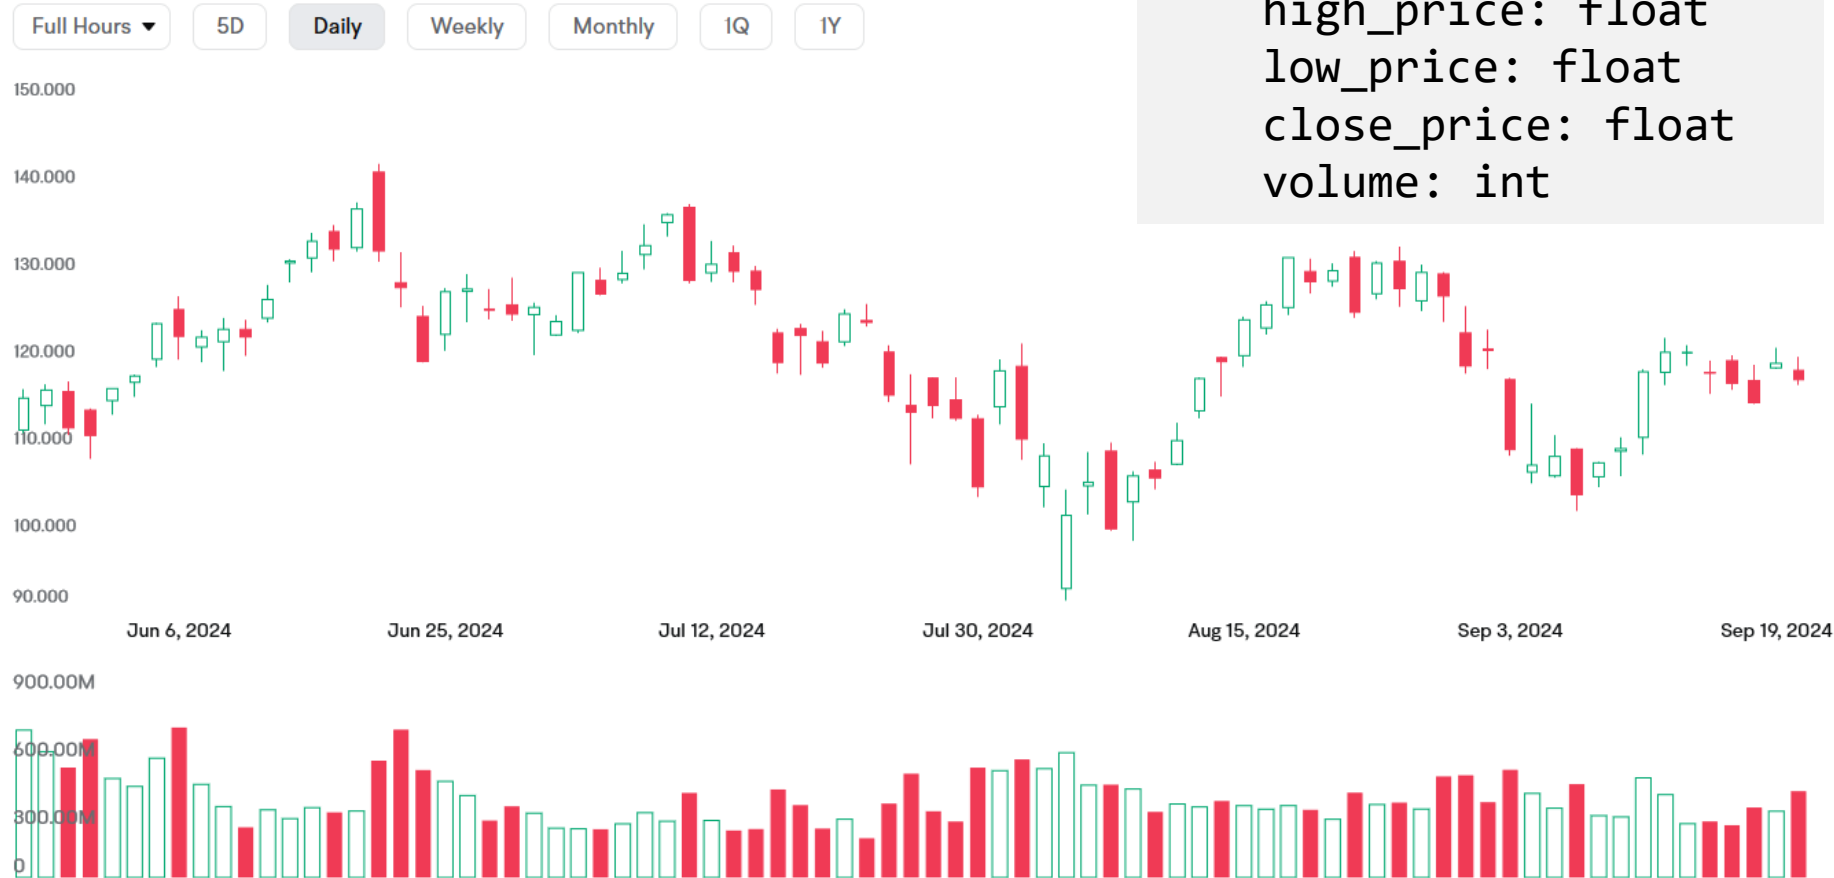 Full Hours
5D
Daily
Weekly
Monthly
1Q
1Y
high_price: float
low_price: float
close_price: float
volume: int
150.000
140.000
130.000
120.000
110.000
100.000
90.000
Jun 6, 2024
Jun 25, 2024
Jul 12, 2024
Jul 30, 2024
Aug 15, 2024
Sep 3, 2024
Sep 19, 2024
900.00M
600.00M
300.00M
0